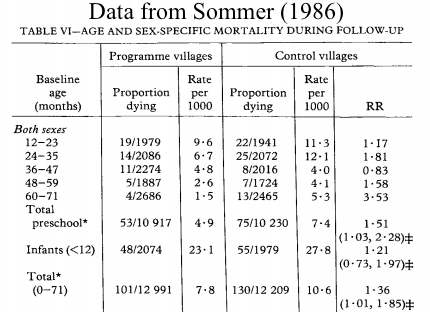 Data from Sommer (1986)
TABLE VI—AGE AND SEX-SPECIFIC MORTALITY DURING FOLLOW-UP
Programme villages Control villages
Baseline age (months) Proportion dying Rate per 1000 Proportion dying Rate per 1000 RR
Both sexes
12–23 19/1979 9·6 22/1941 11·3 1·17
24–35 14/2086 6·7 25/2072 12·1 1·81
36–47 11/2274 4·8 8/2016 4·0 0·83
48–59 5/1887 2·6 7/1724 4·1 1·58
60–71 4/2686 1·5 13/2465 5·3 3·53
Total
preschool* 53/10 917 4·9 75/10 230 7·4 1·51
(1·03, 2·28)‡
Infants (<12) 48/2074 23·1 55/1979 27·8 1·21
(0·73, 1·97)‡
Total*
(0–71) 101/12 991 7·8 130/12 209 10·6 1·36
(1·01, 1·85)‡